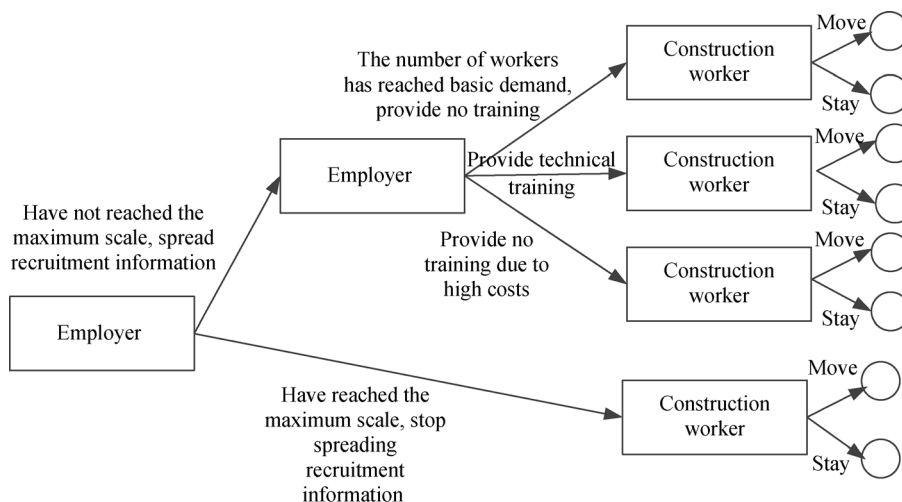 Move
Construction
worker
Stay
The number of workers
has reached basic demand,
provide no training
Employer
Provide technical
training
Move
Construction
worker
Stay
Have not reached the
maximum scale, spread
recruitment information
Provide no
training due to
high costs
Move
Construction
worker
Stay
Employer
Have reached the
maximum scale, stop
spreading
recruitment
information
Move
Construction
worker
Stay